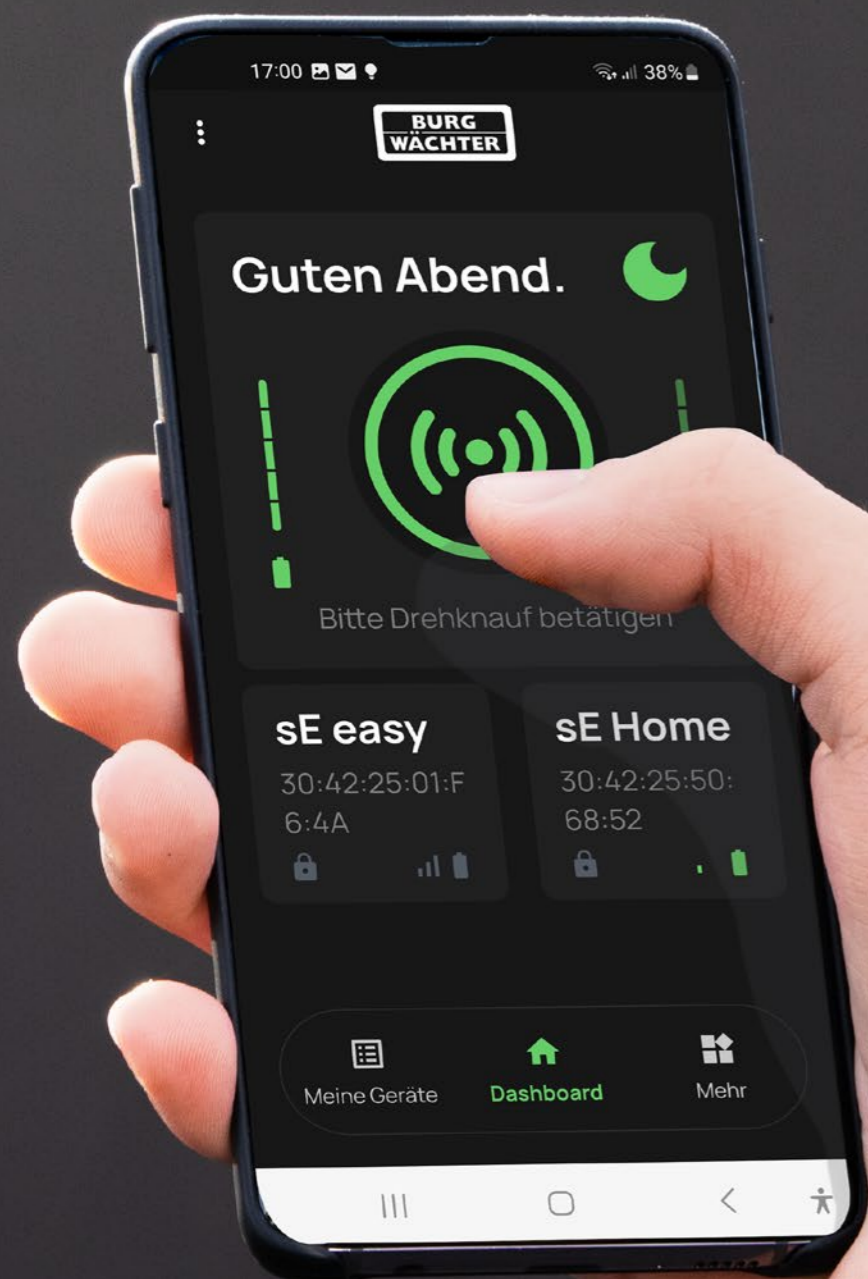 17:00
38%
BURG
WÄCHTER
Guten Abend.
Bitte Drehknauf betätigen
sE easy
sE Home
30:42:25:01:F
6:4A
30:42:25:50:
68:52
Meine Geräte
Dashboard
Mehr